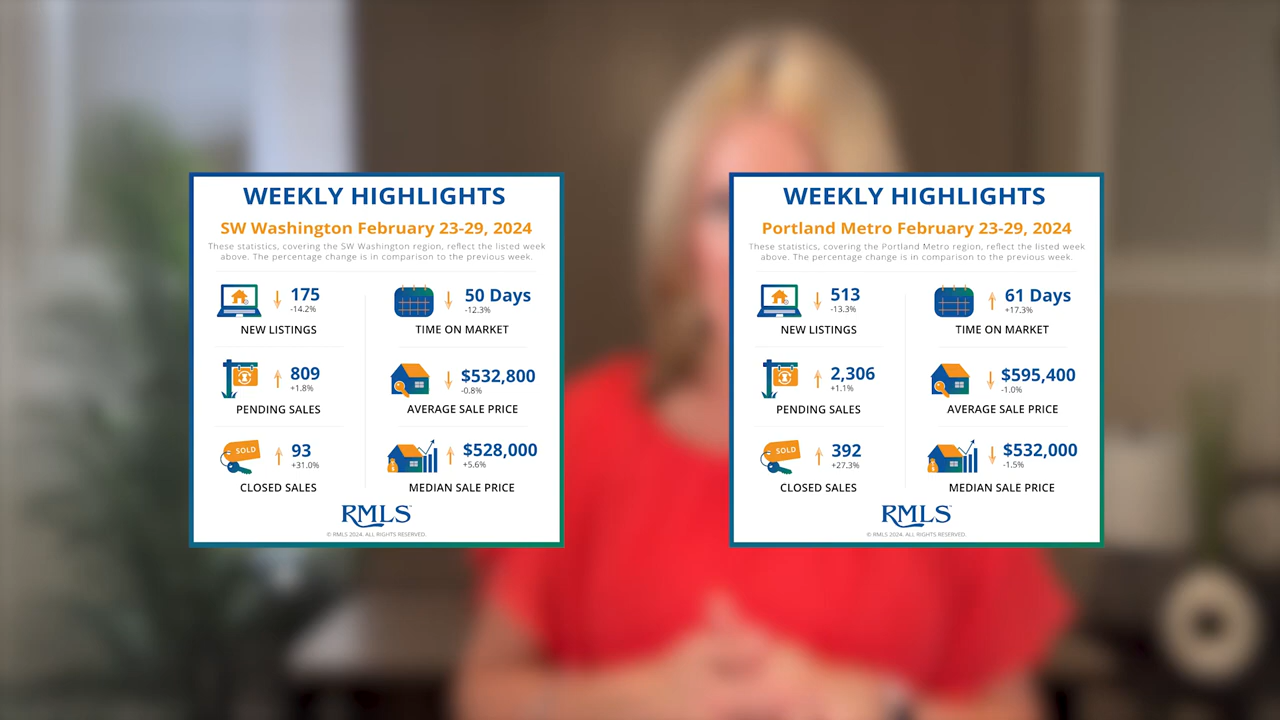 WEEKLY HIGHLIGHTS
SW Washington February 23-29, 2024
These statistics, covering the SW Washington region, reflect the listed week
above. The percentage change is in comparison to the previous week.
175
-14.2%
NEW LISTINGS
50 Days
-12.3%
TIME ON MARKET
809
+1.8%
PENDING SALES
$532,800
-0.8%
AVERAGE SALE PRICE
SOLD
93
+31.0%
CLOSED SALES
$528,000
+5.6%
MEDIAN SALE PRICE
RMLS
© RMLS 2024. ALL RIGHTS RESERVED.
WEEKLY HIGHLIGHTS
Portland Metro February 23-29, 2024
These statistics, covering the Portland Metro region, reflect the listed week
above. The percentage change is in comparison to the previous week.
513
-13.3%
NEW LISTINGS
61 Days
+17.3%
TIME ON MARKET
2,306
+1.1%
PENDING SALES
$595,400
-1.0%
AVERAGE SALE PRICE
SOLD
392
+27.3%
CLOSED SALES
$532,000
-1.5%
MEDIAN SALE PRICE
RMLS
© RMLS 2024. ALL RIGHTS RESERVED.